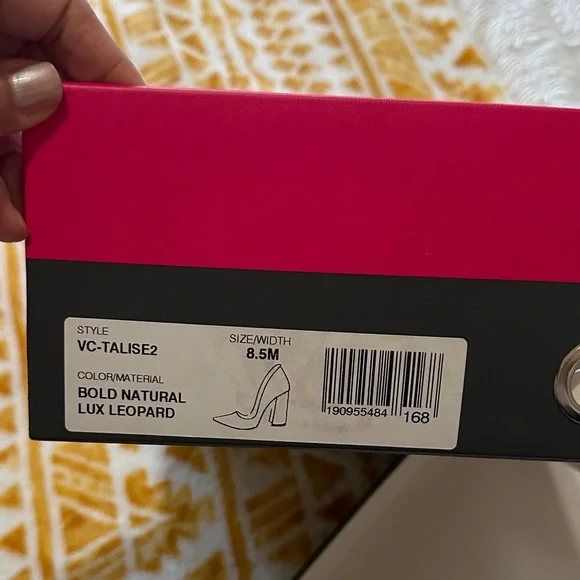 STYLE
VC-TALISE2
SIZE/WIDTH
8.5M
COLOR/MATERIAL
BOLD NATURAL
LUX LEOPARD
190955484 168